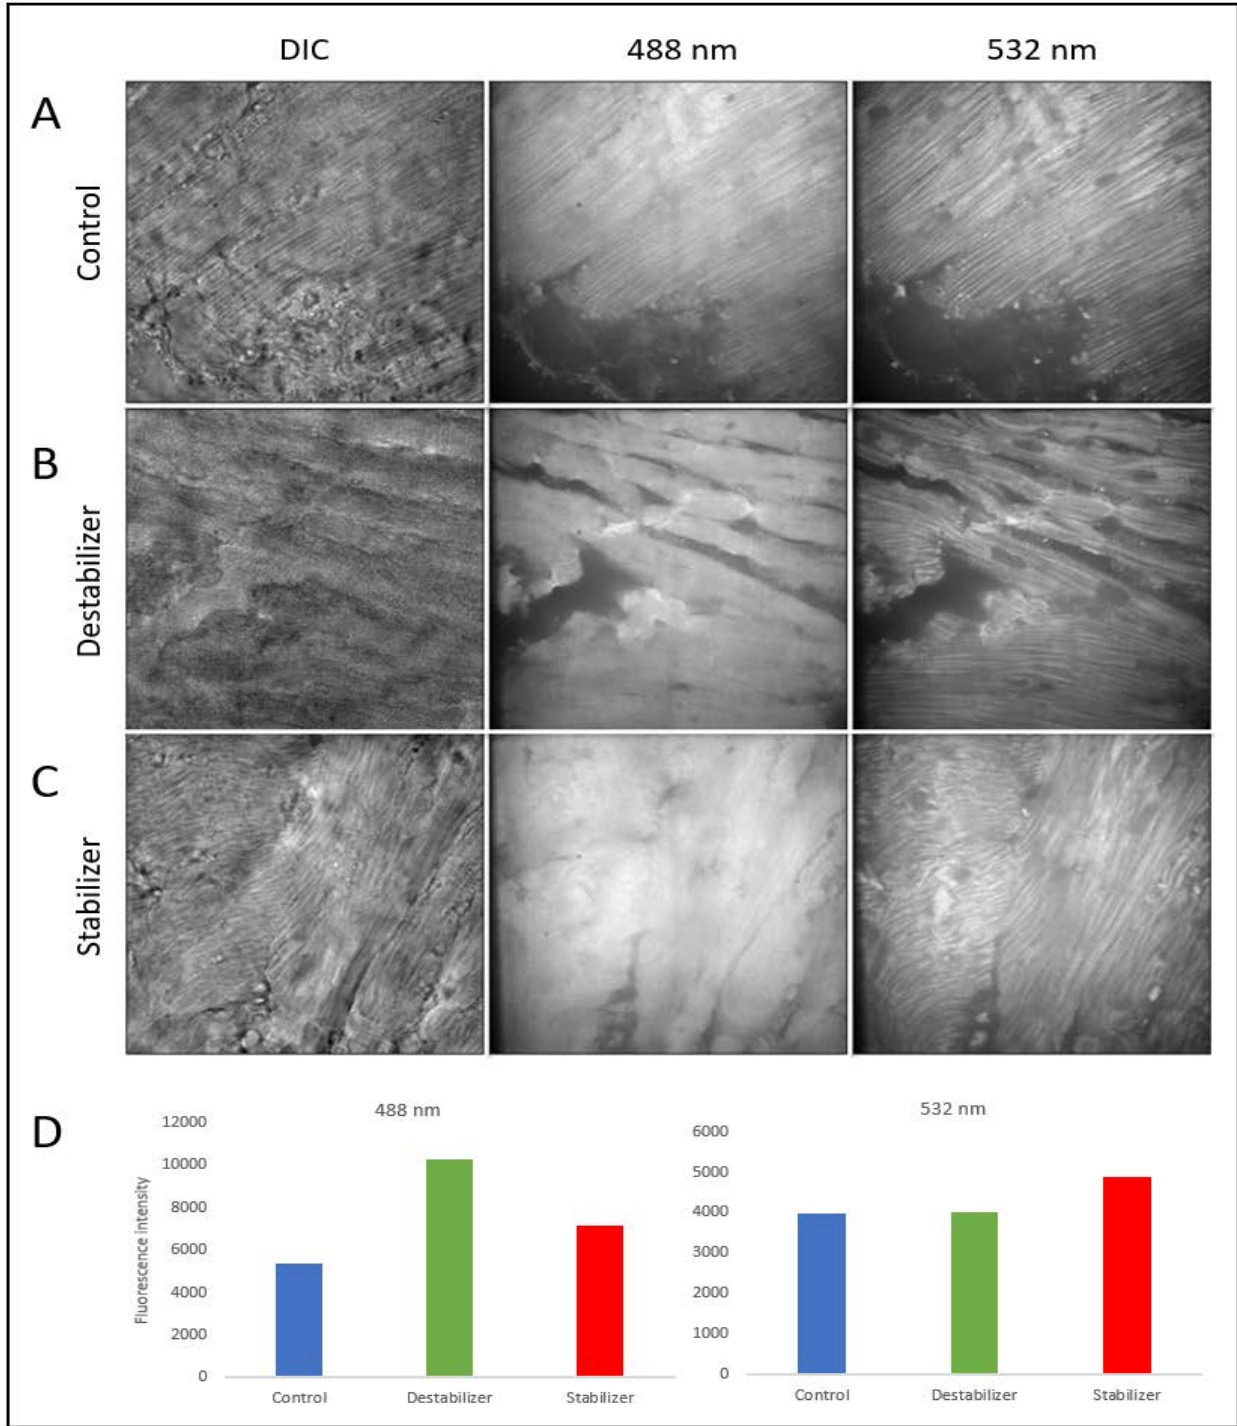 DIC 488 nm 532 nm
A
Control
B
Destabilizer
C
Stabilizer
D
488 nm
Fluorescence intensity
12000
10000
8000
6000
4000
2000
0
Control Destabilizer Stabilizer
532 nm
6000
5000
4000
3000
2000
1000
0
Control Destabilizer Stabilizer